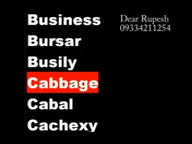 Business
Bursar
Busily
Cabbage
Cabal
Cachexy
Dear Rupesh
09334211254